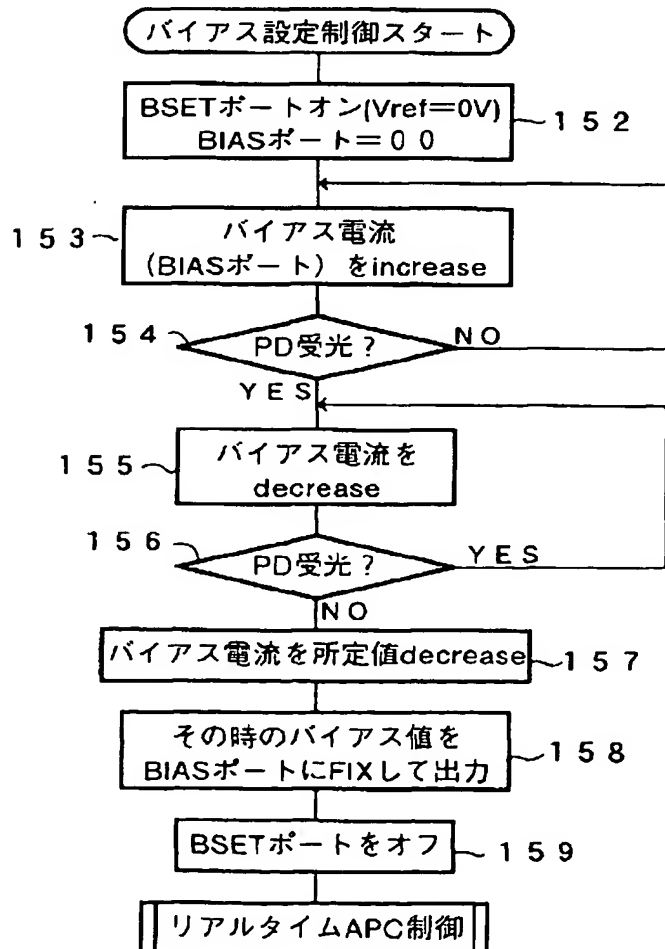 バイアス設定制御スタート
BSETポートオン(Vref=0V)
BIASポート=００
152
バイアス電流
(BIASポート)をincrease
153
154
PD受光？
NO
YES
バイアス電流を
decrease
155
156
PD受光？
YES
NO
バイアス電流を所定値decrease
157
その時のバイアス値を
BIASポートにFIXして出力
158
BSETポートをオフ
159
リアルタイムAPC制御